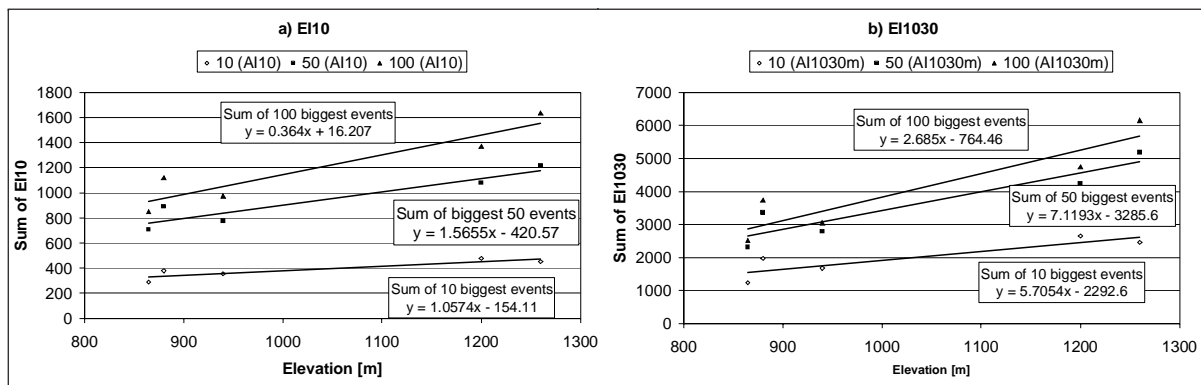 a) EI10
10 (AI10) 50 (AI10) 100 (AI10)
Sum of EI10
1800
1600
1400
1200
1000
800
600
400
200
0
Sum of 100 biggest events
y = 0.364x + 16.207
Sum of biggest 50 events
y = 1.5655x - 420.57
Sum of 10 biggest events
y = 1.0574x - 154.11
800 900 1000 1100 1200 1300
Elevation [m]
b) EI1030
10 (AI1030m) 50 (AI1030m) 100 (AI1030m)
Sum of EI1030
7000
6000
5000
4000
3000
2000
1000
0
Sum of 100 biggest events
y = 2.685x - 764.46
Sum of 50 biggest events
y = 7.1193x - 3285.6
Sum of 10 biggest events
y = 5.7054x - 2292.6
800 900 1000 1100 1200 1300
Elevation [m]